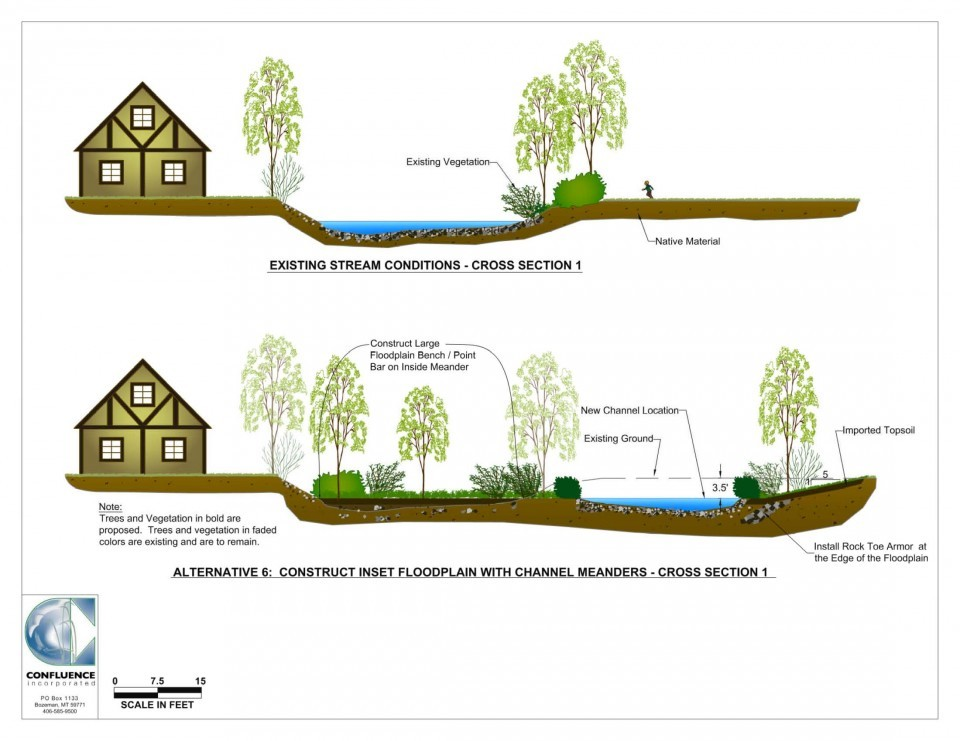 Existing Vegetation
Native Material
EXISTING STREAM CONDITIONS - CROSS SECTION 1
Construct Large
Floodplain Bench / Point
Bar on Inside Meander
New Channel Location
Existing Ground
Imported Topsoil
3.5'
5
1
Note:
Trees and Vegetation in bold are
proposed. Trees and vegetation in faded
colors are existing and are to remain.
Install Rock Toe Armor at
the Edge of the Floodplain
ALTERNATIVE 6: CONSTRUCT INSET FLOODPLAIN WITH CHANNEL MEANDERS - CROSS SECTION 1
CONFLUENCE
incorporated
PO Box 1133
Bozeman, MT 59771
406-585-9500
0 7.5 15
SCALE IN FEET